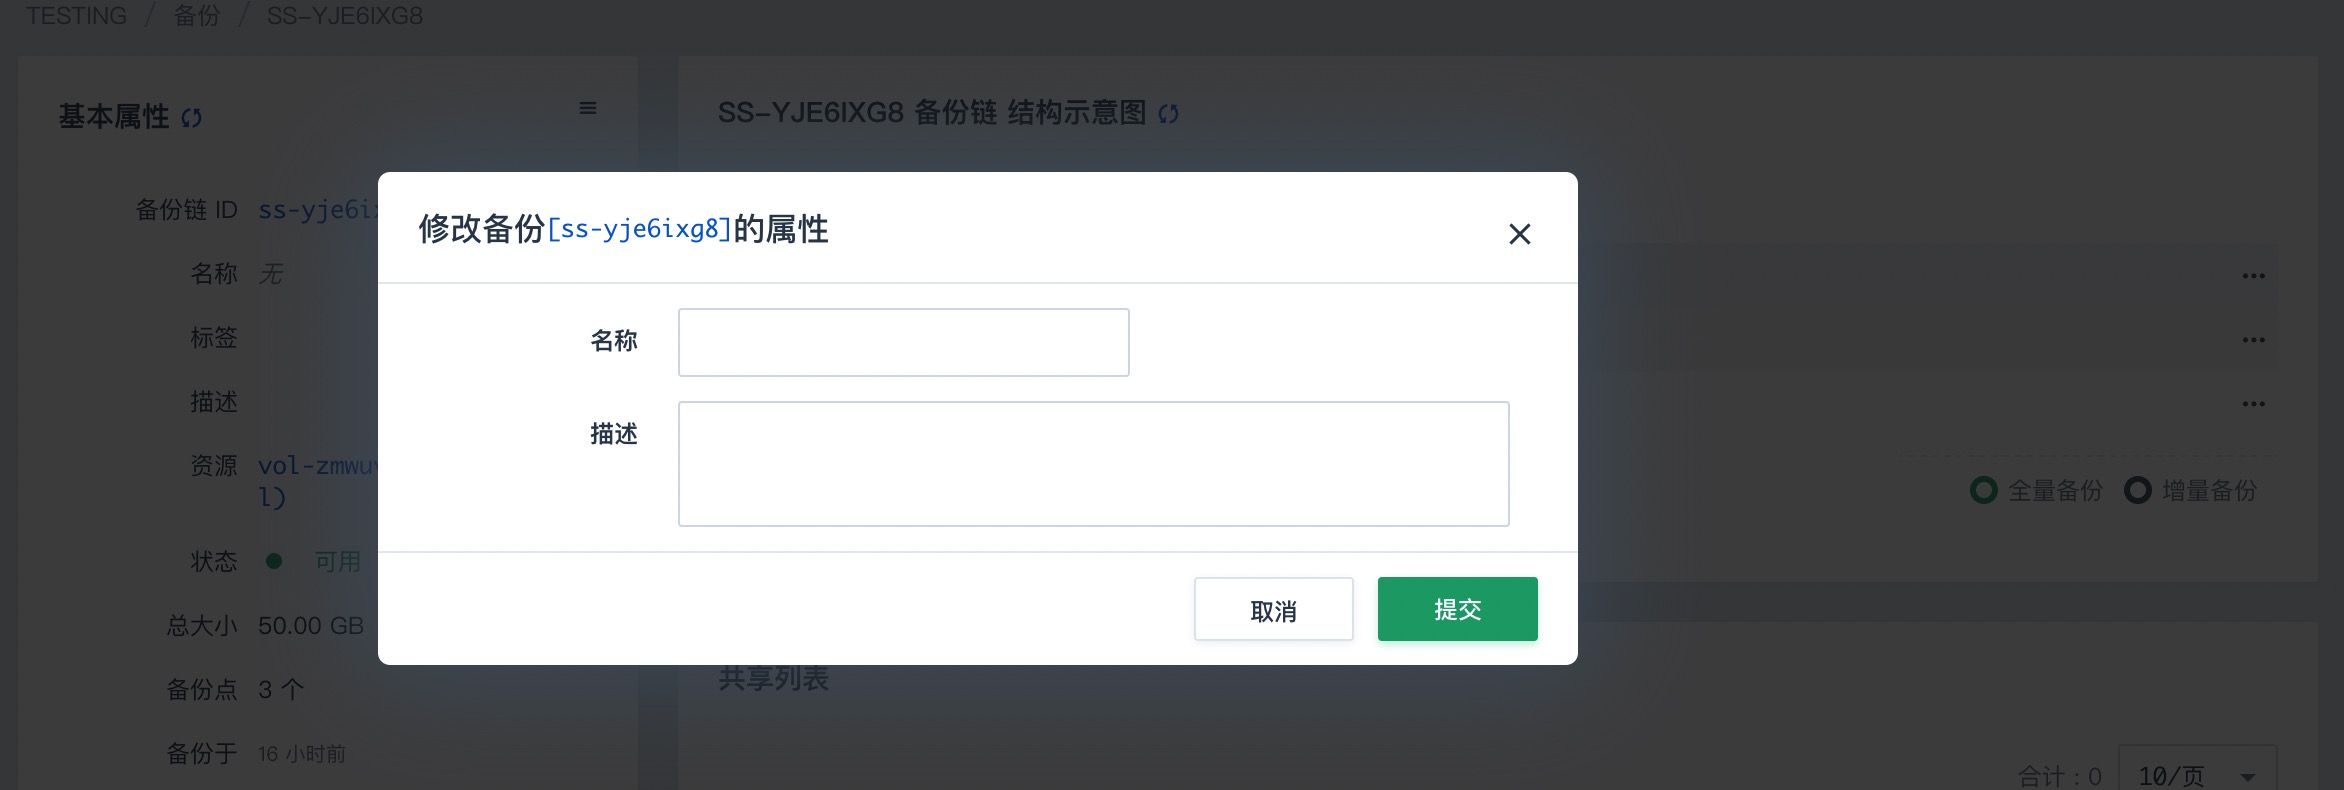 TESTING / 备份 / SS-YJE6IXG8
基本属性
SS-YJE6IXG8 备份链 结构示意图
备份链 ID ss-yje6ix
名称 无
标签
描述
资源 vol-zmwu
l)
状态 可用
总大小 50.00 GB
备份点 3 个
备份于 16 小时前
修改备份[ss-yje6ixg8]的属性
名称
描述
取消
提交
全量备份 增量备份
共享列表
合计：0 10/页